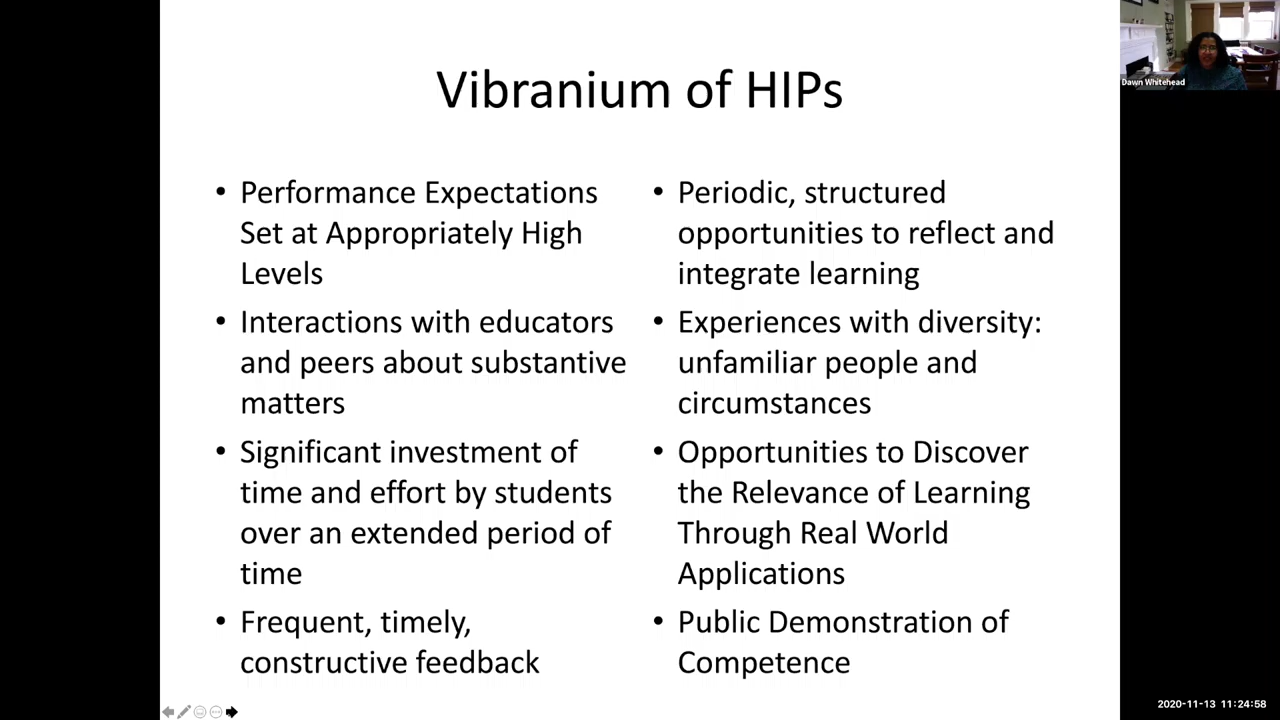 Vibranium of HIPs
• Performance Expectations
Set at Appropriately High
Levels
• Interactions with educators
and peers about substantive
matters
• Significant investment of
time and effort by students
over an extended period of
time
• Frequent, timely,
constructive feedback
• Periodic, structured
opportunities to reflect and
integrate learning
• Experiences with diversity:
unfamiliar people and
circumstances
• Opportunities to Discover
the Relevance of Learning
Through Real World
Applications
• Public Demonstration of
Competence
Dawn Whitehead
2020-11-13 11:24:58